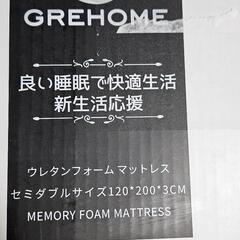 GREHOME
良い睡眠で快適生活
新生活応援
ウレタンフォーム マットレス
セミダブルサイズ120*200*3CM
MEMORY FOAM MATTRESS